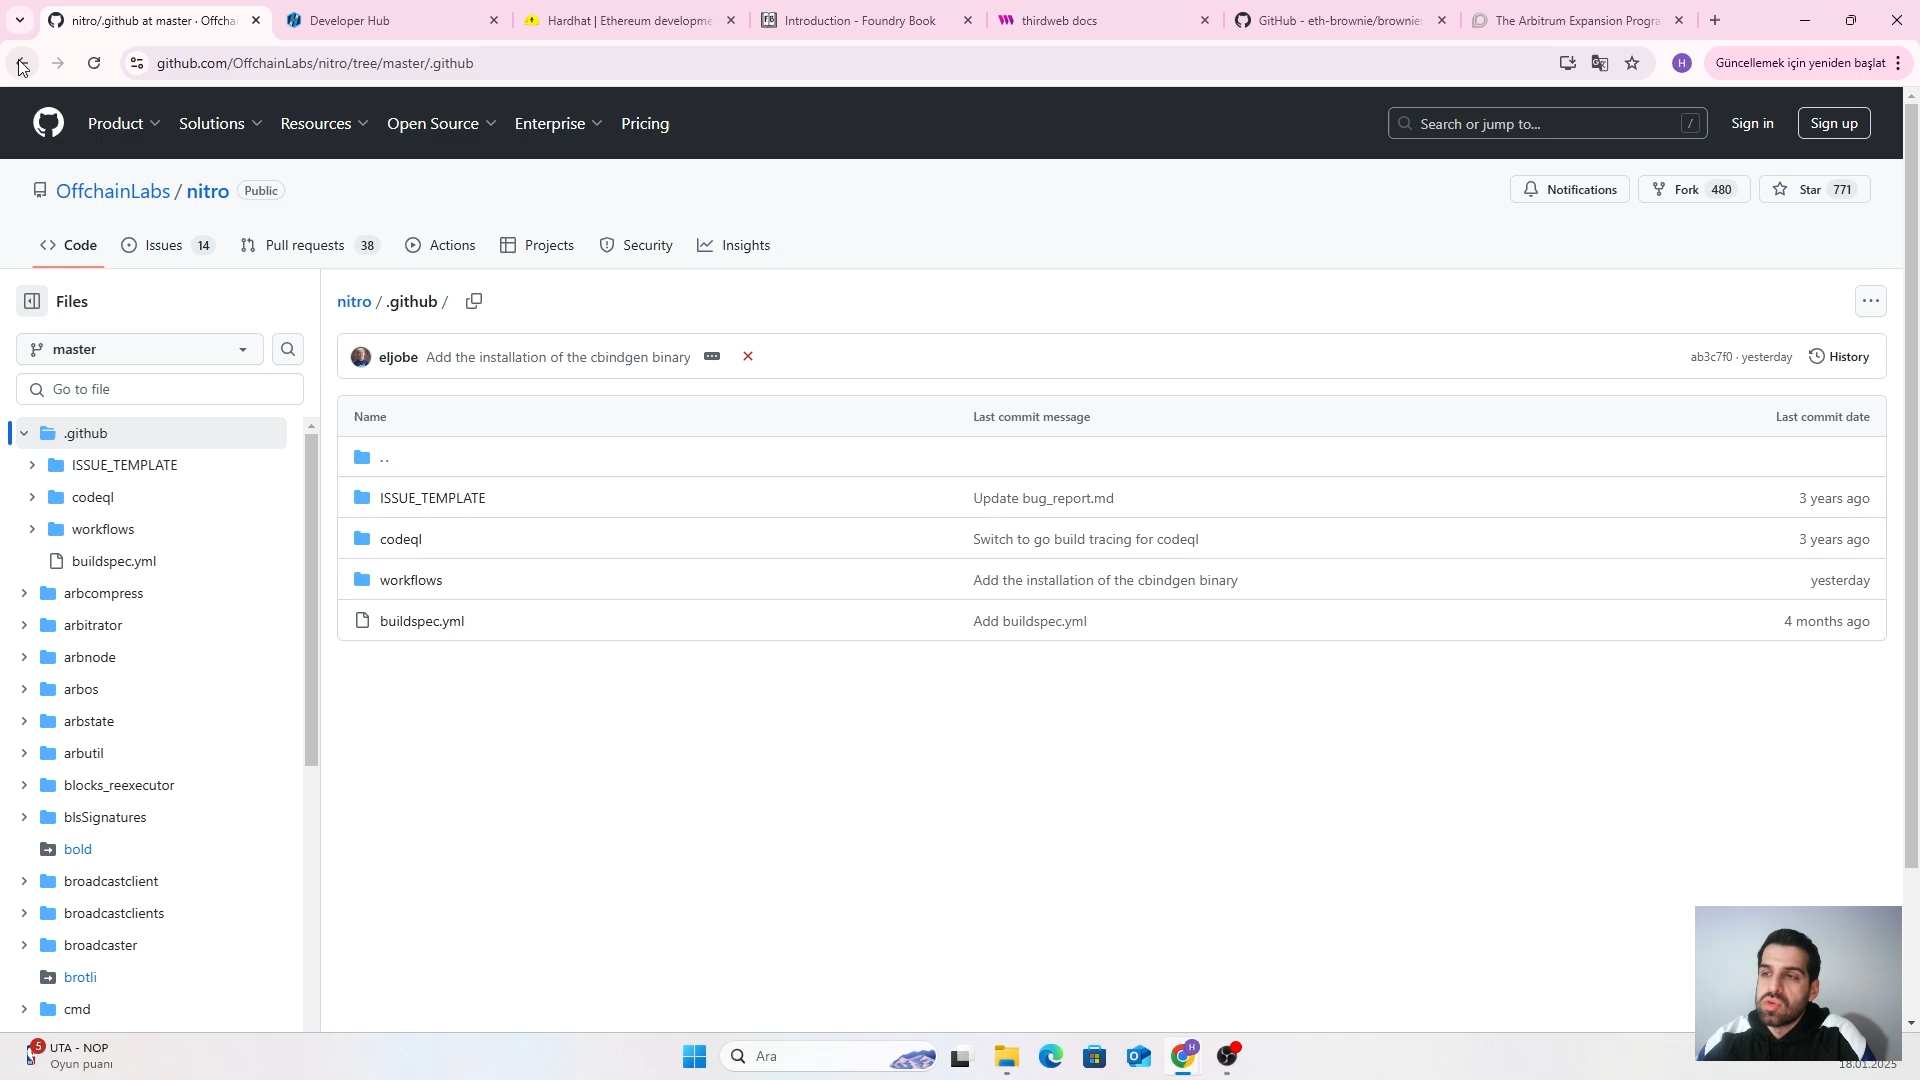 nitro/.github at master · Offcha
Developer Hub
Hardhat | Ethereum developme
Introduction - Foundry Book
thirdweb docs
GitHub - eth-brownie/brownie:
The Arbitrum Expansion Progra
github.com/OffchainLabs/nitro/tree/master/.github
H
Güncellemek için yeniden başlat
Product
Solutions
Resources
Open Source
Enterprise
Pricing
Search or jump to...
/
Sign in
Sign up
OffchainLabs / nitro
Public
Notifications
Fork 480
Star 771
Code
Issues 14
Pull requests 38
Actions
Projects
Security
Insights
Files
master
Go to file
.github
ISSUE_TEMPLATE
codeql
workflows
buildspec.yml
arbcompress
arbitrator
arbnode
arbos
arbstate
arbutil
blocks_reexecutor
blsSignatures
bold
broadcastclient
broadcastclients
broadcaster
brotli
cmd
nitro / .github /
eljobe Add the installation of the cbindgen binary
ab3c7f0 · yesterday
History
Name Last commit message Last commit date
..
ISSUE_TEMPLATE Update bug_report.md 3 years ago
codeql Switch to go build tracing for codeql 3 years ago
workflows Add the installation of the cbindgen binary yesterday
buildspec.yml Add buildspec.yml 4 months ago
5
UTA - NOP
Oyun puanı
Ara
H
18.01.2025